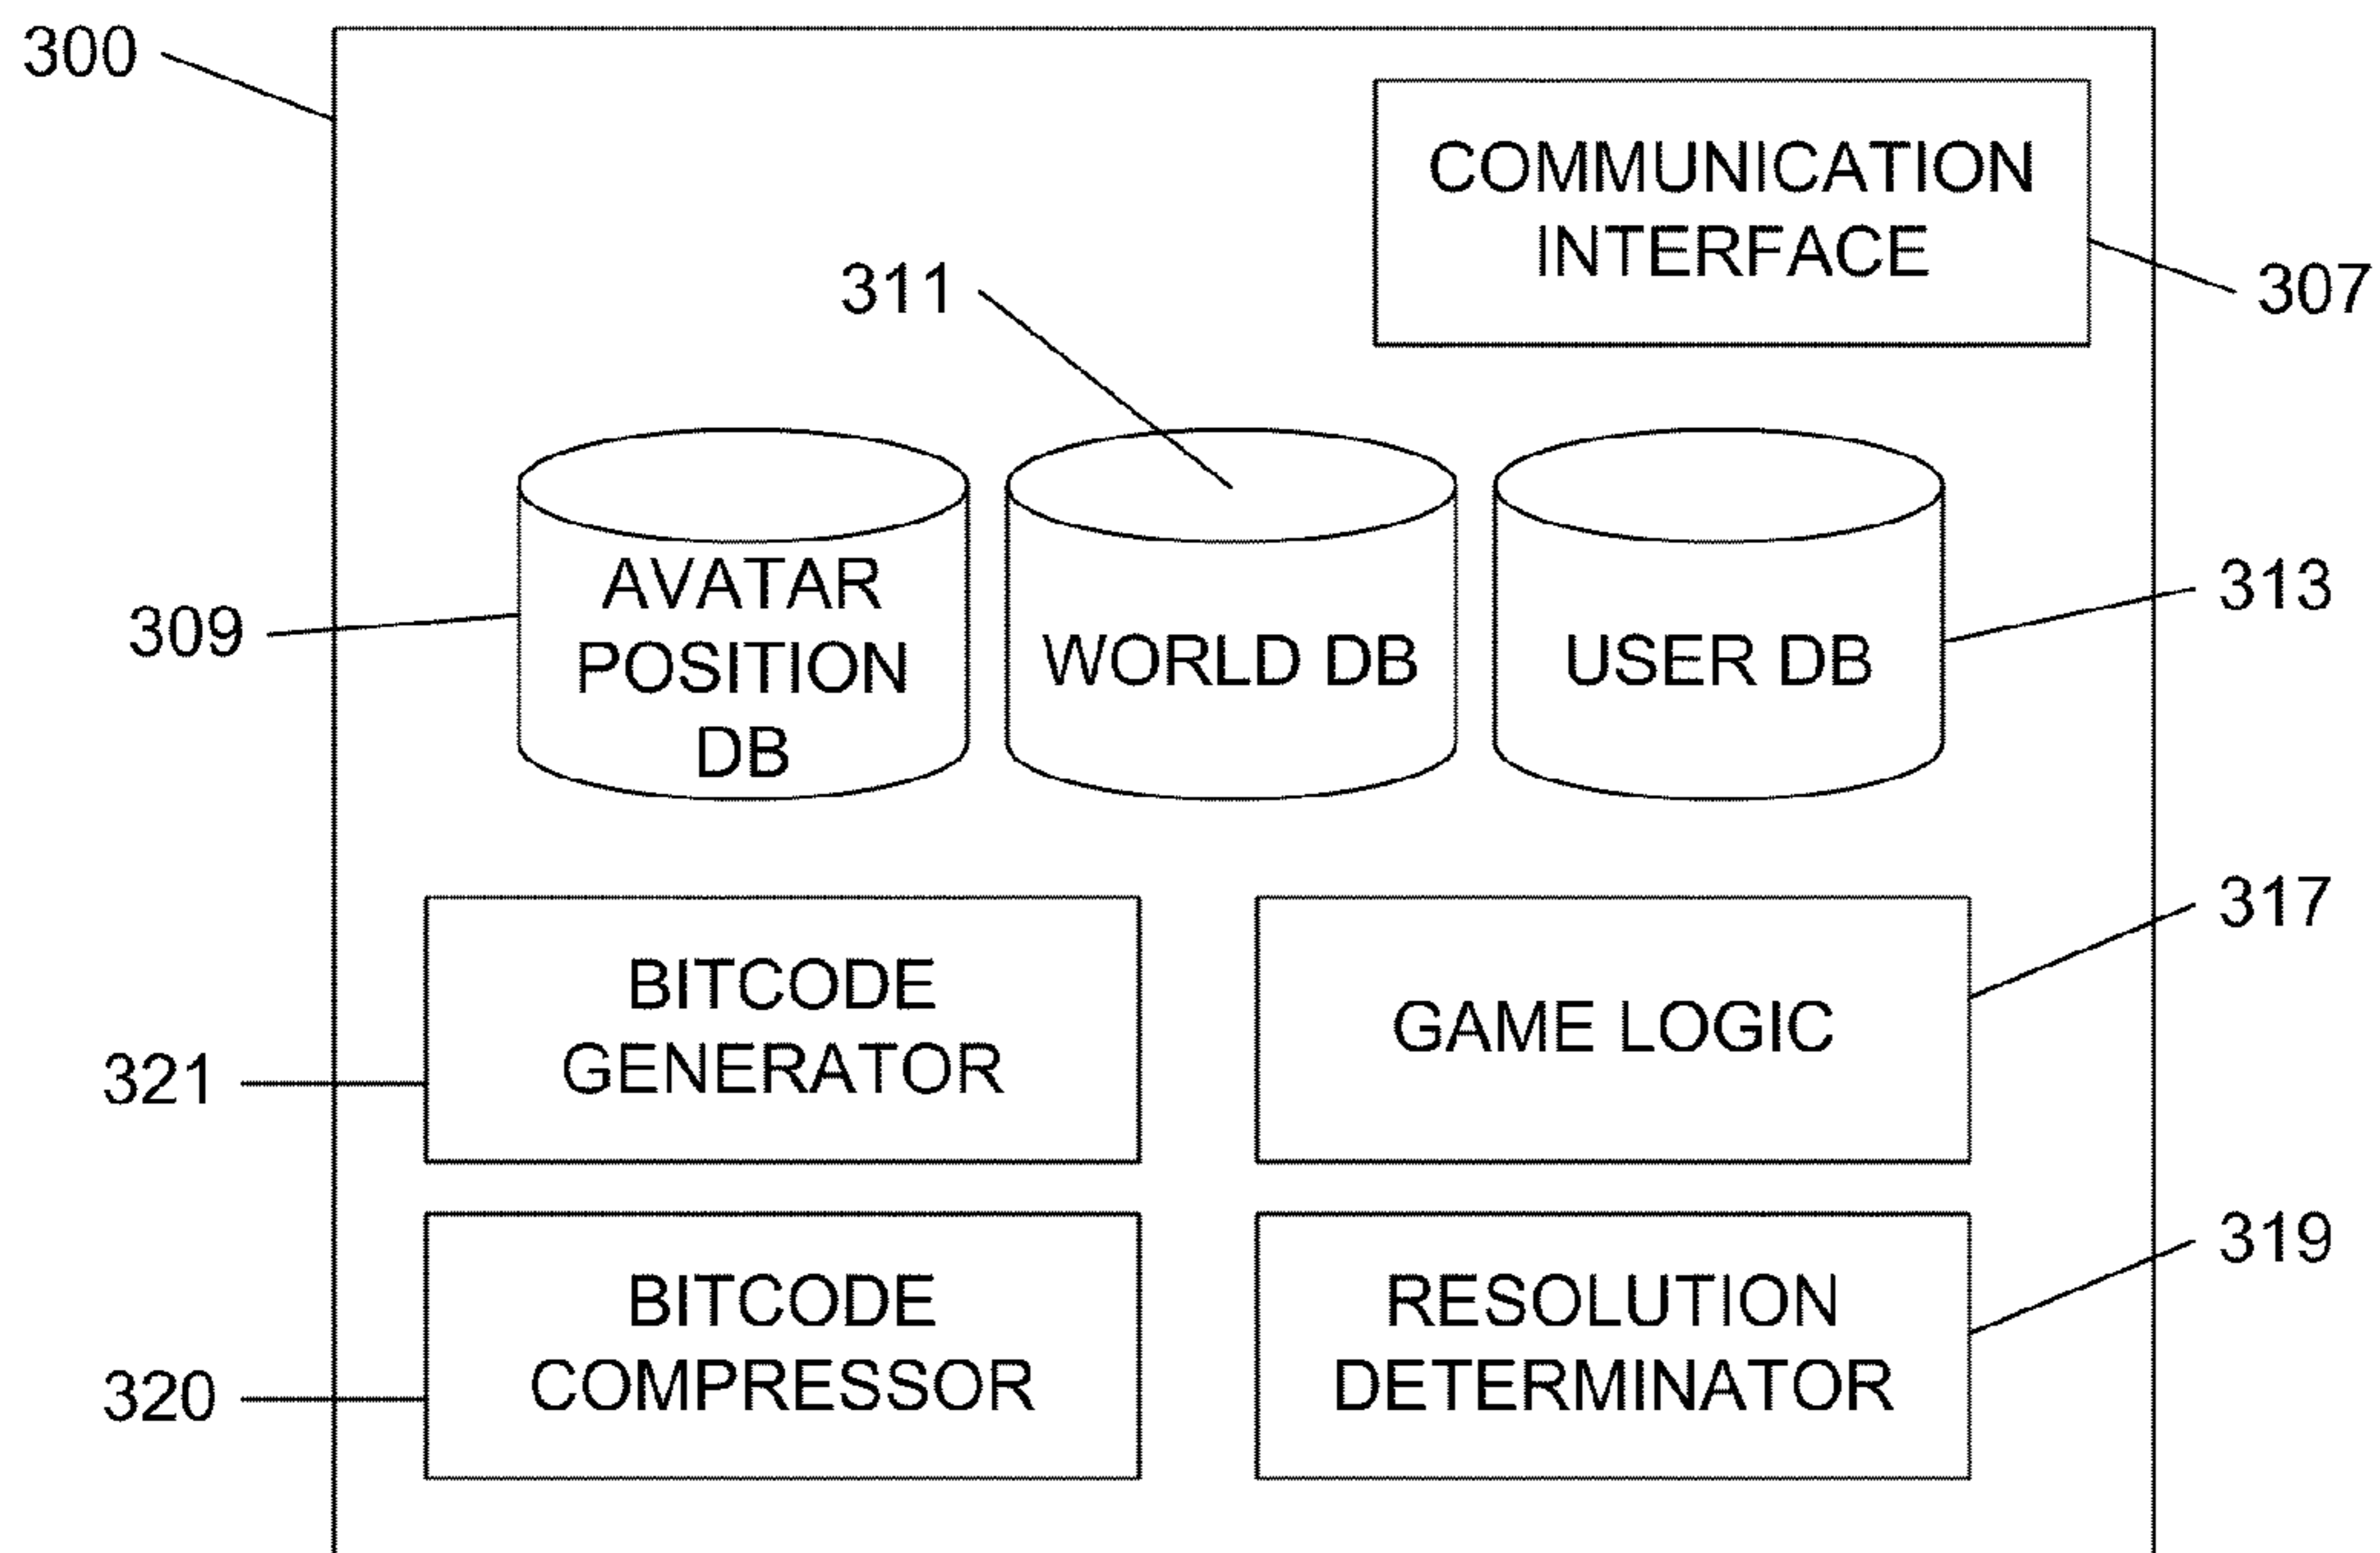 300
COMMUNICATION
INTERFACE
307
311
309
AVATAR
POSITION
DB
WORLD DB
USER DB
313
BITCODE
GENERATOR
321
GAME LOGIC
317
BITCODE
COMPRESSOR
320
RESOLUTION
DETERMINATOR
319